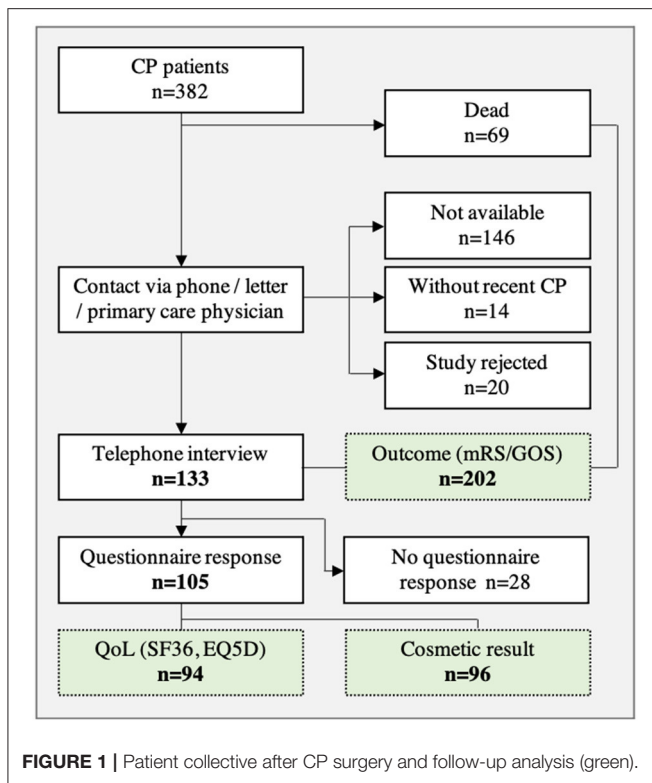 CP patients
n=382
Dead
n=69
Not available
n=146
Contact via phone / letter
/ primary care physician
Without recent CP
n=14
Study rejected
n=20
Telephone interview
n=133
Outcome (mRS/GOS)
n=202
Questionnaire response
n=105
No questionnaire
response n=28
QoL (SF36, EQ5D)
n=94
Cosmetic result
n=96
FIGURE 1 | Patient collective after CP surgery and follow-up analysis (green).